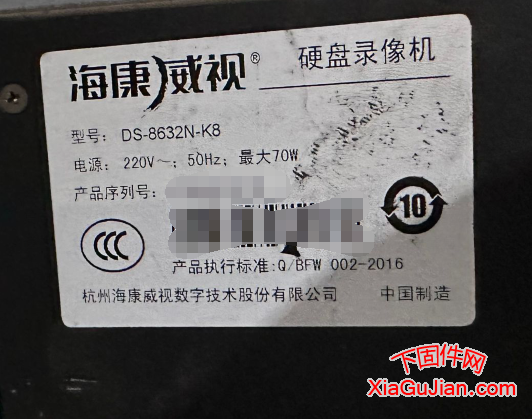 海康威视® 硬盘录像机
型号: DS-8632N-K8
电源: 220V～; 50Hz; 最大70W
产品序列号:
CCC
10
产品执行标准:Q/BFW 002-2016
杭州海康威视数字技术股份有限公司 中国制造
下固件网
XiaGuJian.com